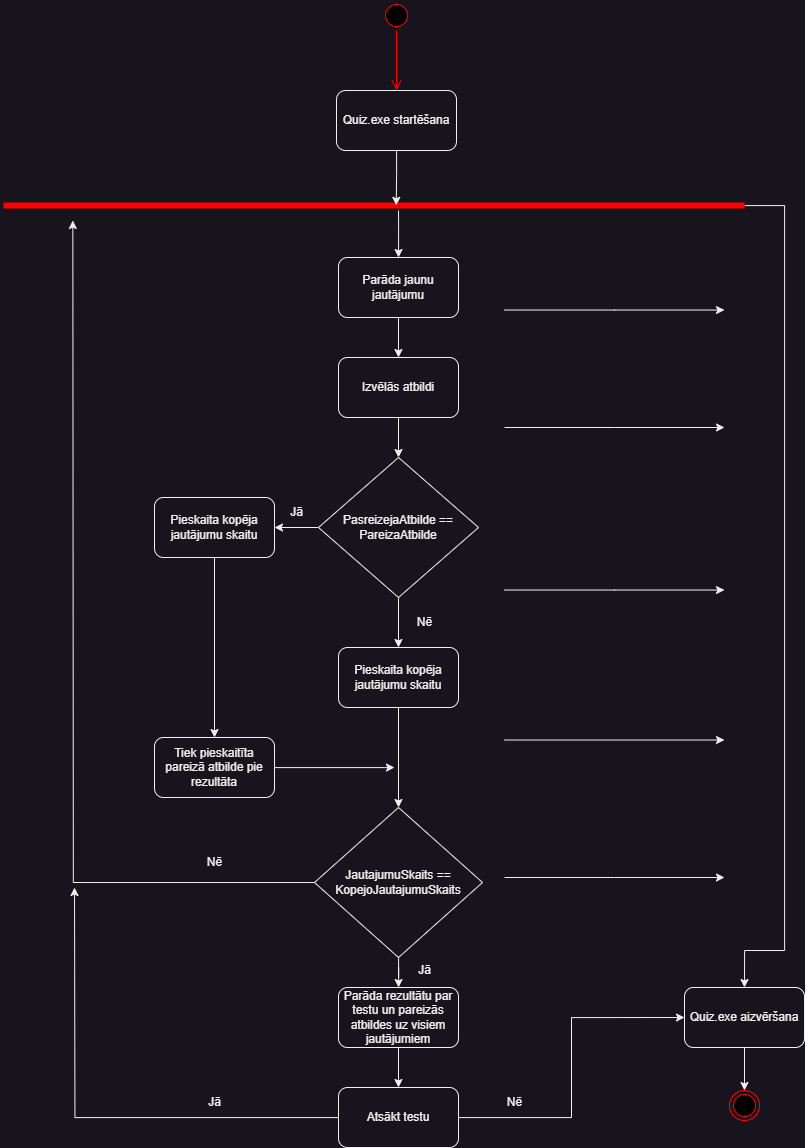 Quiz.exe startēšana
Parāda jaunu
jautājumu
Izvēlās atbildi
PasreizejaAtbilde ==
PareizaAtbilde
Jā
Pieskaita kopēja
jautājumu skaitu
Nē
Pieskaita kopēja
jautājumu skaitu
Tiek pieskaitīta
pareizā atbilde pie
rezultāta
JautajumuSkaits ==
KopejoJautajumuSkaits
Nē
Jā
Parāda rezultātu par
testu un pareizās
atbildes uz visiem
jautājumiem
Quiz.exe aizvēršana
Atsākt testu
Jā
Nē